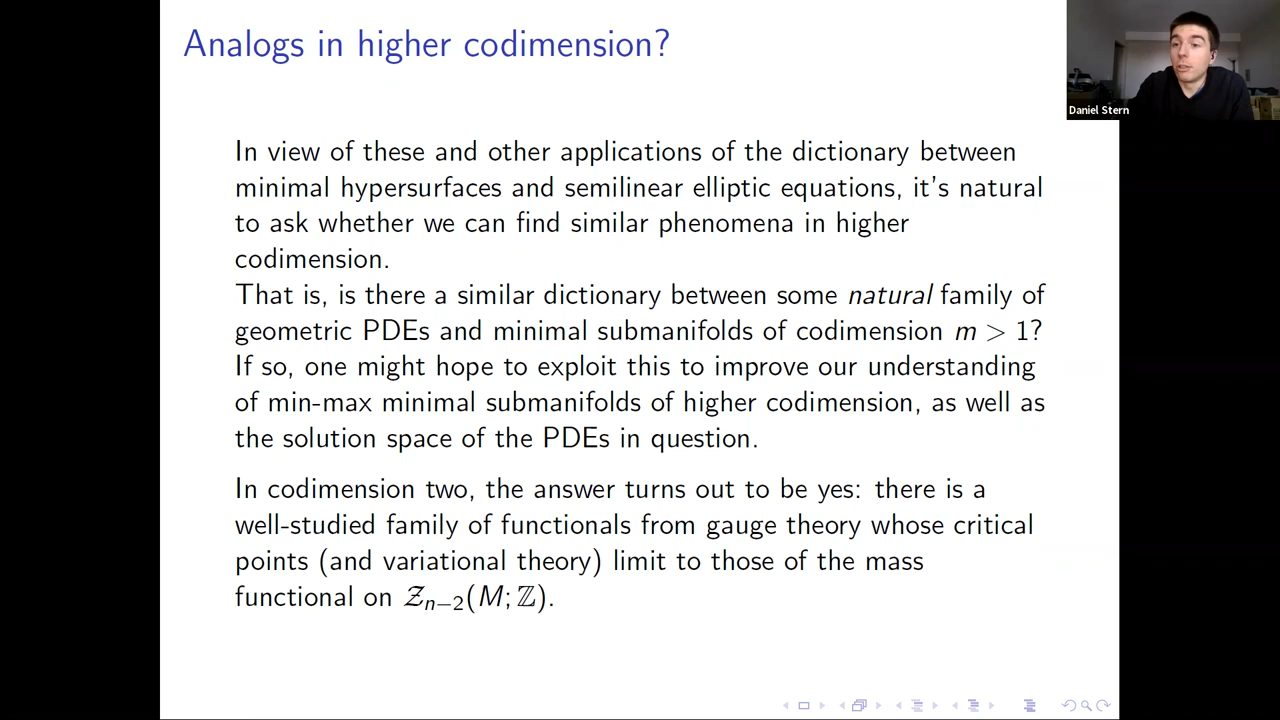 Analogs in higher codimension?
Daniel Stern
In view of these and other applications of the dictionary between
minimal hypersurfaces and semilinear elliptic equations, it's natural
to ask whether we can find similar phenomena in higher
codimension.
That is, is there a similar dictionary between some natural family of
geometric PDEs and minimal submanifolds of codimension m > 1?
If so, one might hope to exploit this to improve our understanding
of min-max minimal submanifolds of higher codimension, as well as
the solution space of the PDEs in question.
In codimension two, the answer turns out to be yes: there is a
well-studied family of functionals from gauge theory whose critical
points (and variational theory) limit to those of the mass
functional on 𝒵ₙ₋₂(M; ℤ).